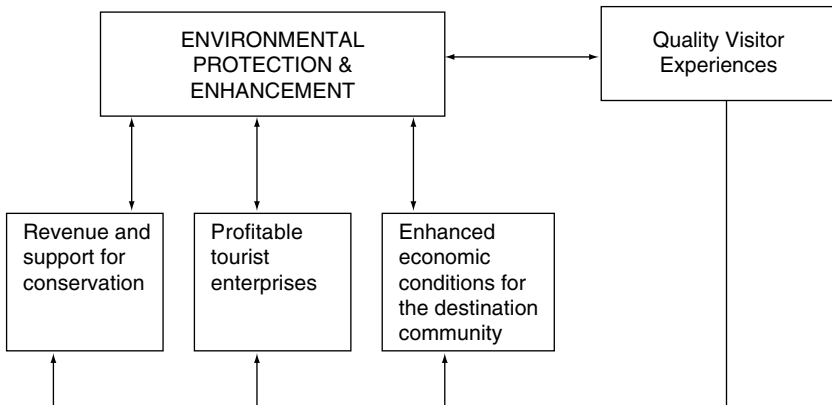 ENVIRONMENTAL
PROTECTION &
ENHANCEMENT
Quality Visitor
Experiences
Revenue and
support for
conservation
Profitable
tourist
enterprises
Enhanced
economic
conditions for
the destination
community